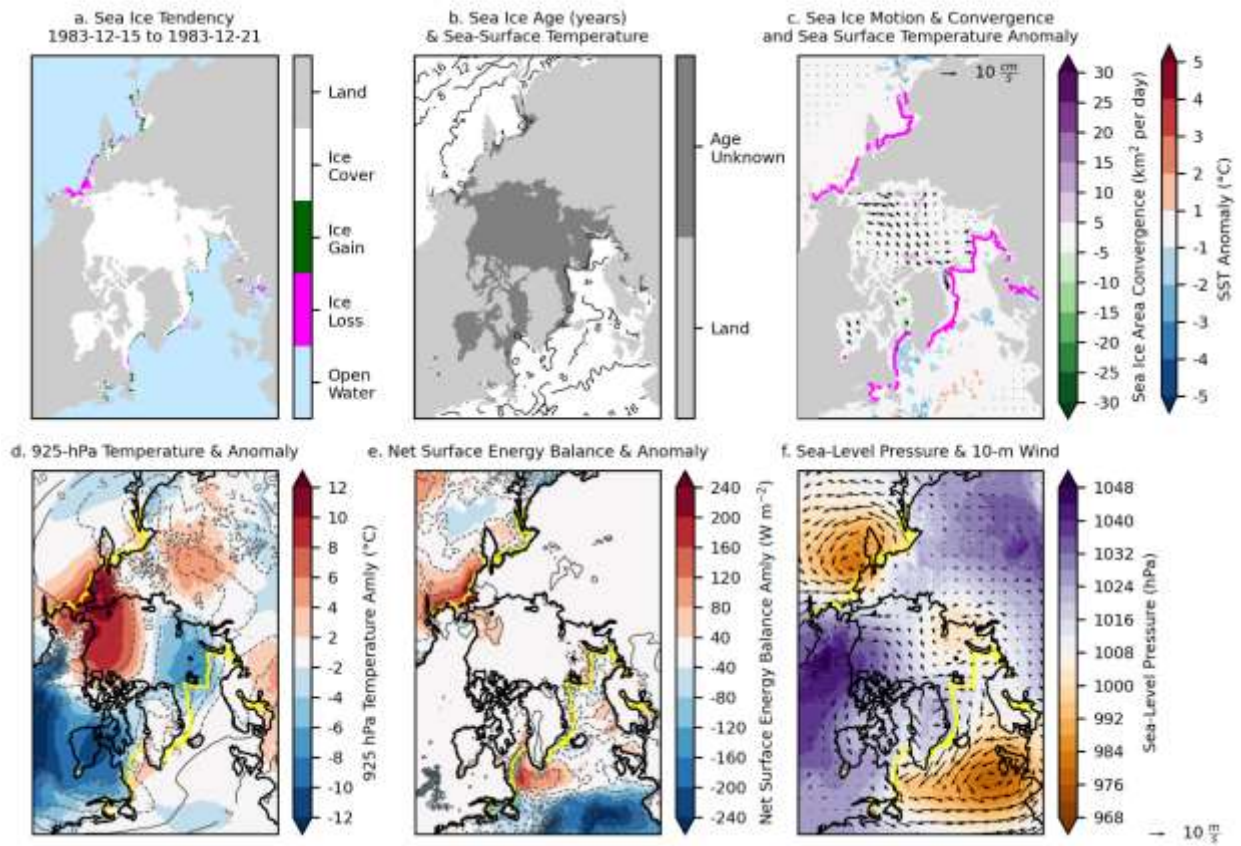 a. Sea Ice Tendency
1983-12-15 to 1983-12-21
Land
Ice
Cover
Ice
Gain
Ice
Loss
Open
Water
b. Sea Ice Age (years)
& Sea-Surface Temperature
Age
Unknown
Land
c. Sea Ice Motion & Convergence
and Sea Surface Temperature Anomaly
10 cm/s
30
25
20
15
10
5
-5
-10
-15
-20
-25
-30
Sea Ice Area Convergence (km² per day)
5
4
3
2
1
-1
-2
-3
-4
-5
SST Anomaly (°C)
d. 925-hPa Temperature & Anomaly
12
10
8
6
4
2
-2
-4
-6
-8
-10
-12
925 hPa Temperature Amly (°C)
e. Net Surface Energy Balance & Anomaly
240
200
160
120
80
40
-40
-80
-120
-160
-200
-240
Net Surface Energy Balance Amly (W m⁻²)
f. Sea-Level Pressure & 10-m Wind
1048
1040
1032
1024
1016
1008
1000
992
984
976
968
Sea-Level Pressure (hPa)
10 m/s